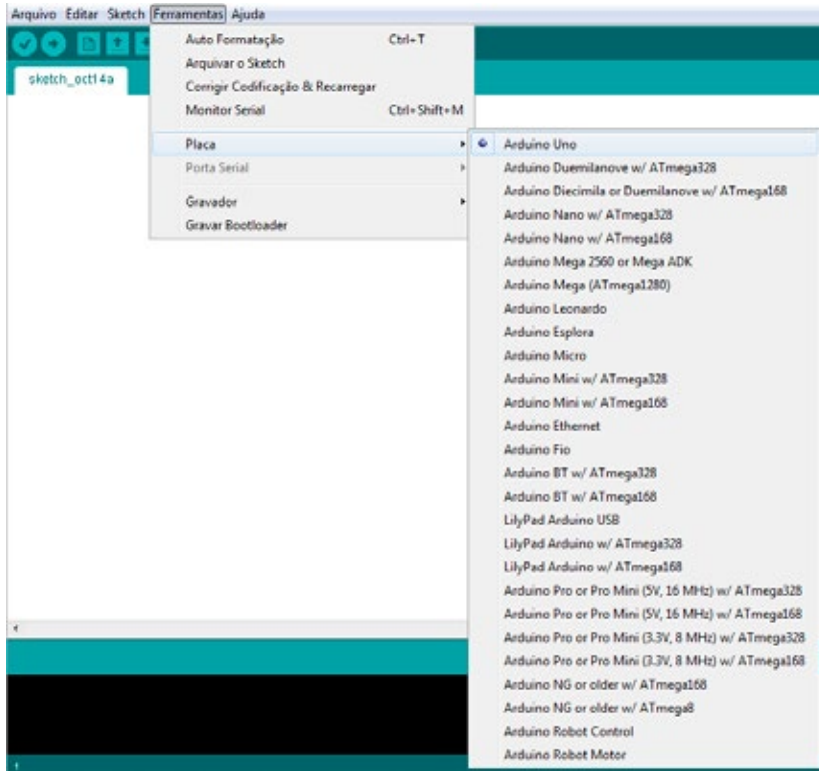 Arquivo Editar Sketch Ferramentas Ajuda
sketch_oct14a
Auto Formatação Ctrl+T
Arquivar o Sketch
Corrigir Codificação & Recarregar
Monitor Serial Ctrl+Shift+M
Placa
Porta Serial
Gravador
Gravar Bootloader
Arduino Uno
Arduino Duemilanove w/ ATmega328
Arduino Diecimila or Duemilanove w/ ATmega168
Arduino Nano w/ ATmega328
Arduino Nano w/ ATmega168
Arduino Mega 2560 or Mega ADK
Arduino Mega (ATmega1280)
Arduino Leonardo
Arduino Esplora
Arduino Micro
Arduino Mini w/ ATmega328
Arduino Mini w/ ATmega168
Arduino Ethernet
Arduino Fio
Arduino BT w/ ATmega328
Arduino BT w/ ATmega168
LilyPad Arduino USB
LilyPad Arduino w/ ATmega328
LilyPad Arduino w/ ATmega168
Arduino Pro or Pro Mini (5V, 16 MHz) w/ ATmega328
Arduino Pro or Pro Mini (5V, 16 MHz) w/ ATmega168
Arduino Pro or Pro Mini (3.3V, 8 MHz) w/ ATmega328
Arduino Pro or Pro Mini (3.3V, 8 MHz) w/ ATmega168
Arduino NG or older w/ ATmega168
Arduino NG or older w/ ATmega8
Arduino Robot Control
Arduino Robot Motor
1